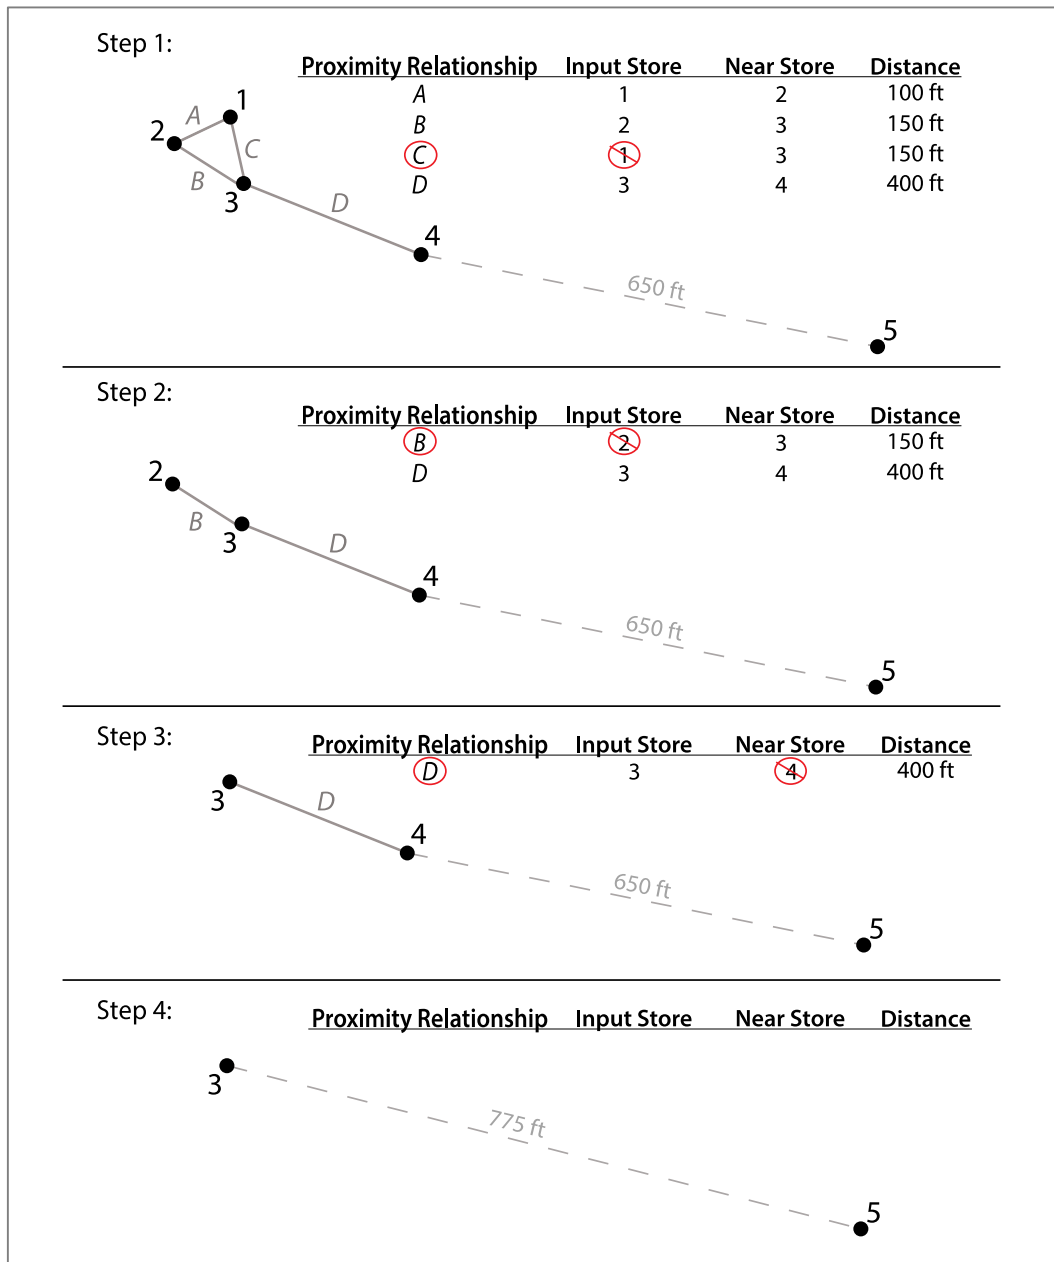 Step 1:
Proximity Relationship Input Store Near Store Distance
A 1 2 100 ft
B 2 3 150 ft
C 1 3 150 ft
D 3 4 400 ft
1
A
2
C
B
3
D
4
650 ft
5
Step 2:
Proximity Relationship Input Store Near Store Distance
B 2 3 150 ft
D 3 4 400 ft
2
B
3
D
4
650 ft
5
Step 3:
Proximity Relationship Input Store Near Store Distance
D 3 4 400 ft
3
D
4
650 ft
5
Step 4:
Proximity Relationship Input Store Near Store Distance
3
775 ft
5